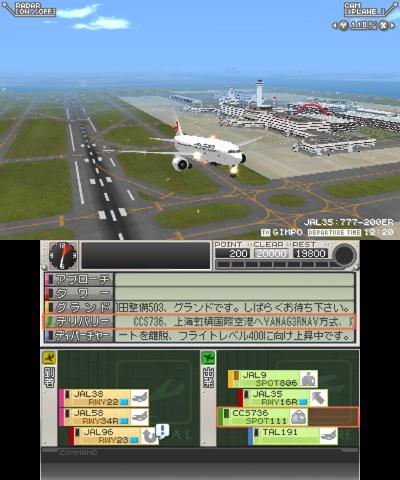 RADAR
[ON/OFF]
CAM
[:PLANE ]
Y 110% X
JAL35:777-200ER
TO GIMPO DEPARTURE TIME 12:20
POINT CLEAR REST
200 20000 19800
アプローチ
タワー
グランド 田整備503、グランドです。しばらくお待ち下さい。
デリバリー CCS736、上海虹橋国際空港へYANAG3RNAV方式、
ディパーチャー ートを離脱、フライトレベル400に向け上昇中です。
到着
出発
JAL38
RWY22
JAL58
RWY34R
JAL96
RWY23
JAL9
SPOT806
JAL35
RWY16R
CCS736
SPOT111
TAL191
COMMAND